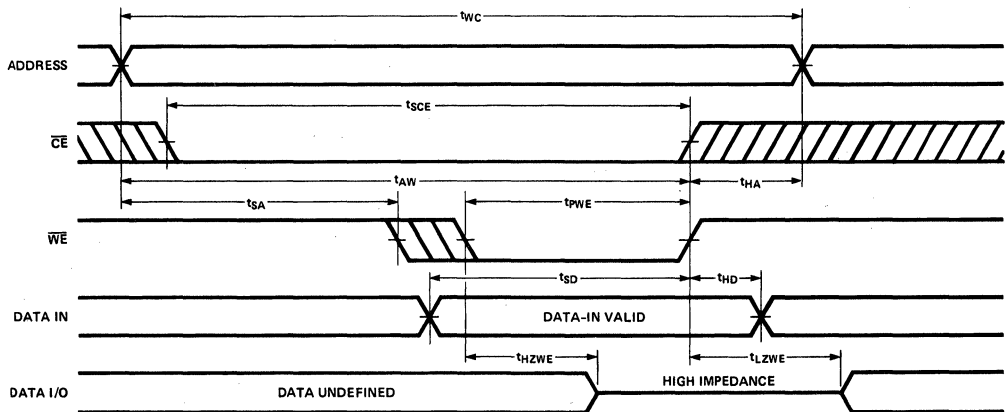 tWC
ADDRESS
tSCE
CE
tAW
tHA
tSA
tPWE
WE
tSD
tHD
DATA IN
DATA-IN VALID
tHZWE
tLZWE
DATA I/O
DATA UNDEFINED
HIGH IMPEDANCE